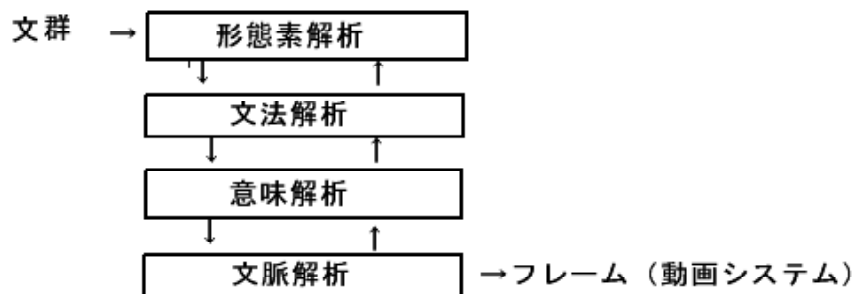 文群 → 形態素解析
↓ ↑
文法解析
↓ ↑
意味解析
↓ ↑
文脈解析 →フレーム（動画システム）